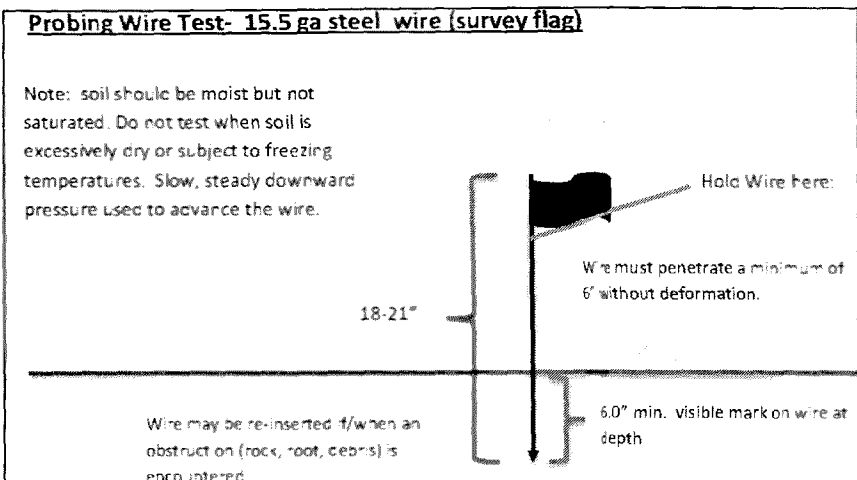 Probing Wire Test- 15.5 ga steel wire (survey flag)
Note: soil should be moist but not
saturated. Do not test when soil is
excessively dry or subject to freezing
temperatures. Slow, steady downward
pressure used to advance the wire.
Hold Wire here:
Wire must penetrate a minimum of
6" without deformation.
18-21"
6.0" min. visible mark on wire at
depth
Wire may be re-inserted if/when an
obstruction (rock, root, debris) is
encountered